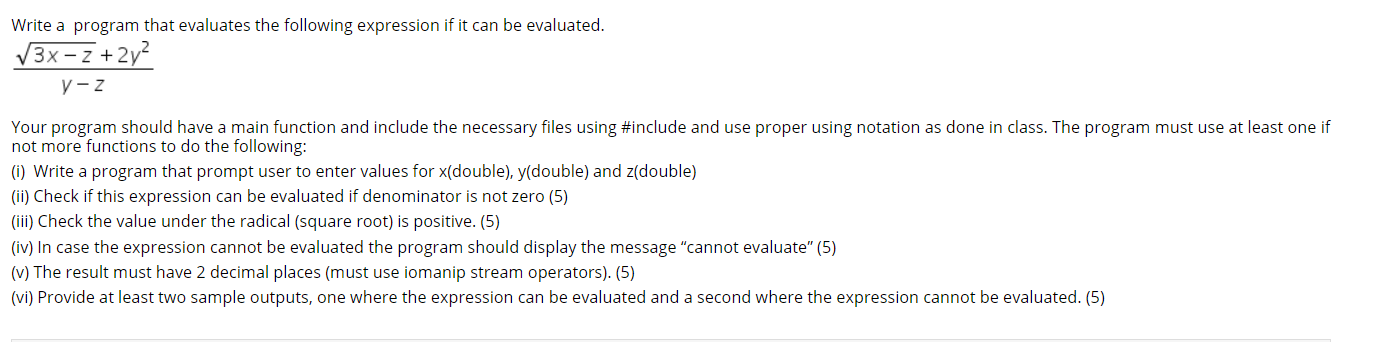 Write a program that evaluates the following expression if it can be evaluated.
√3x – z + 2y²
y – z
Your program should have a main function and include the necessary files using #include and use proper using notation as done in class. The program must use at least one if
not more functions to do the following:
(i) Write a program that prompt user to enter values for x(double), y(double) and z(double)
(ii) Check if this expression can be evaluated if denominator is not zero (5)
(iii) Check the value under the radical (square root) is positive. (5)
(iv) In case the expression cannot be evaluated the program should display the message “cannot evaluate” (5)
(v) The result must have 2 decimal places (must use iomanip stream operators). (5)
(vi) Provide at least two sample outputs, one where the expression can be evaluated and a second where the expression cannot be evaluated. (5)